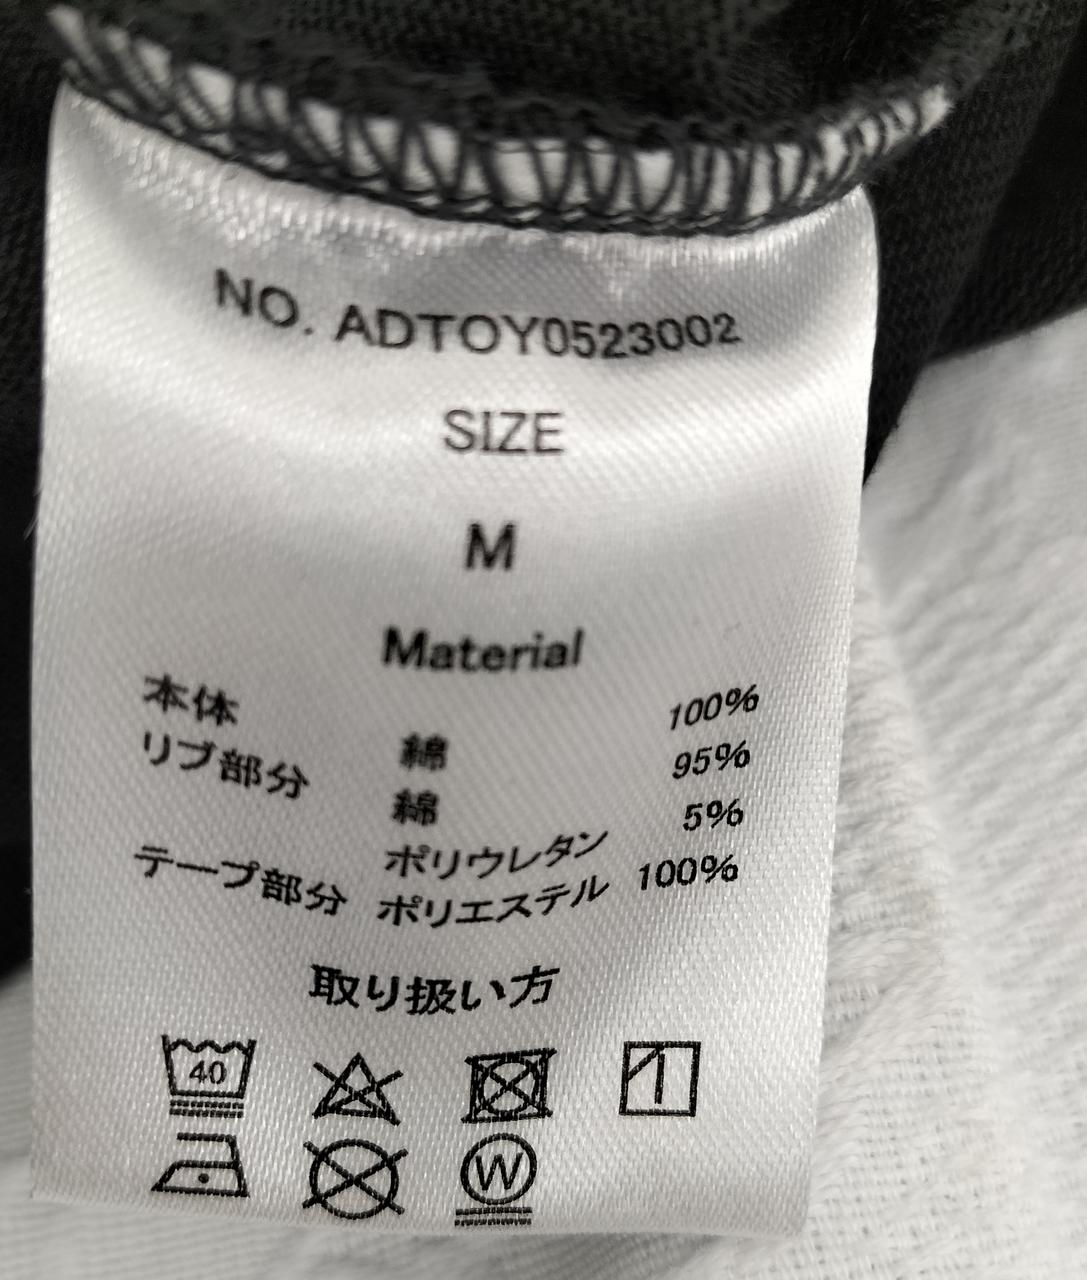 NO. ADTOY0523002
SIZE
M
Material
本体 綿 100%
リブ部分 綿 95%
ポリウレタン 5%
テープ部分 ポリエステル 100%
取り扱い方
40
W